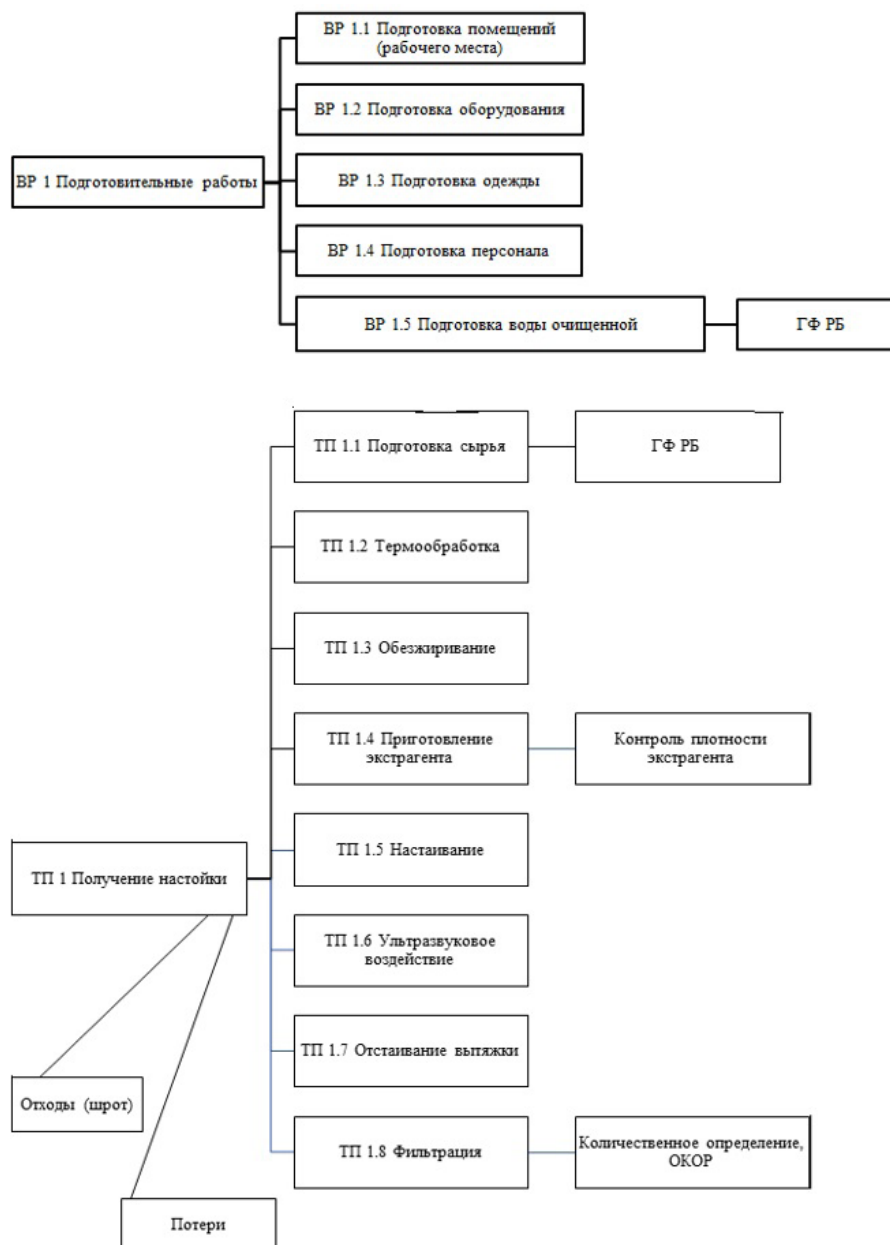 ВР 1.1 Подготовка помещений
(рабочего места)
ВР 1.2 Подготовка оборудования
ВР 1 Подготовительные работы
ВР 1.3 Подготовка одежды
ВР 1.4 Подготовка персонала
ВР 1.5 Подготовка воды очищенной
ГФ РБ
ТП 1.1 Подготовка сырья
ГФ РБ
ТП 1.2 Термообработка
ТП 1.3 Обезжиривание
ТП 1.4 Приготовление
экстрагента
Контроль плотности
экстрагента
ТП 1 Получение настойки
ТП 1.5 Настаивание
ТП 1.6 Ультразвуковое
воздействие
ТП 1.7 Отстаивание вытяжки
Отходы (шрот)
ТП 1.8 Фильтрация
Количественное определение,
ОКОР
Потери